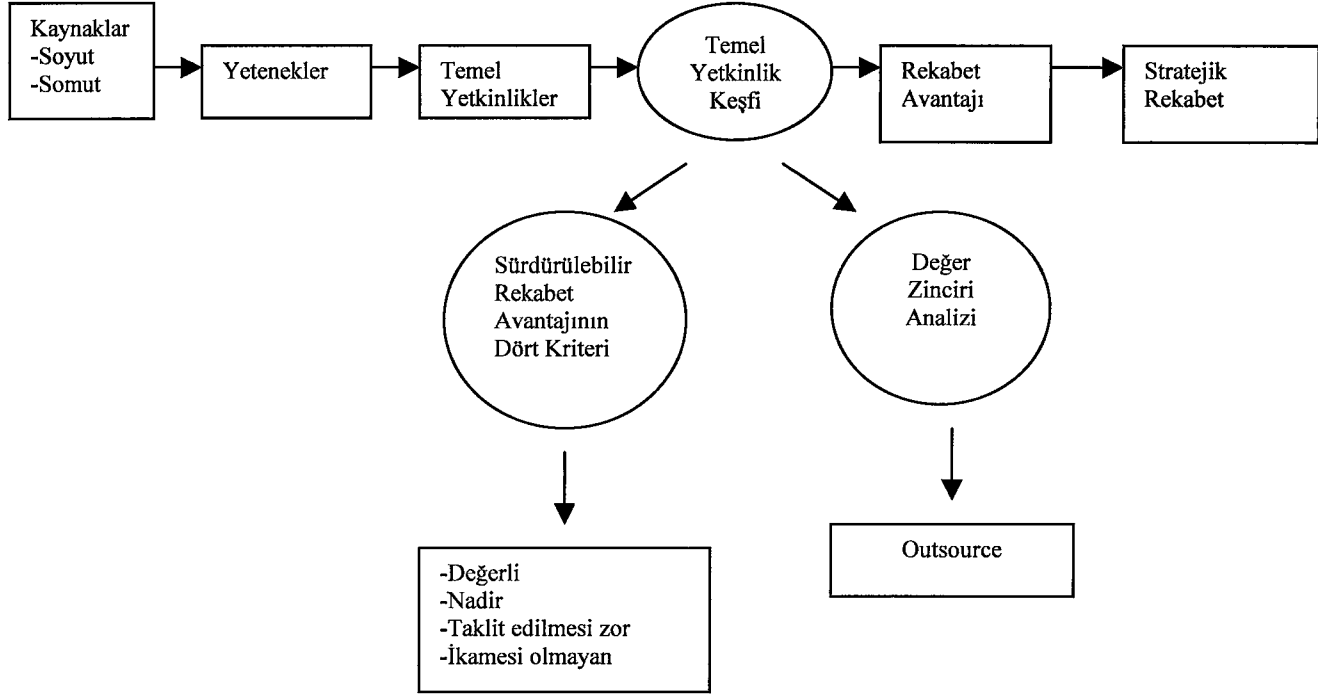 Kaynaklar
-Soyut
-Somut
Yetenekler
Temel
Yetkinlikler
Temel
Yetkinlik
Keşfi
Rekabet
Avantajı
Stratejik
Rekabet
Sürdürülebilir
Rekabet
Avantajının
Dört Kriteri
Değer
Zinciri
Analizi
-Değerli
-Nadir
-Taklit edilmesi zor
-İkamesi olmayan
Outsource